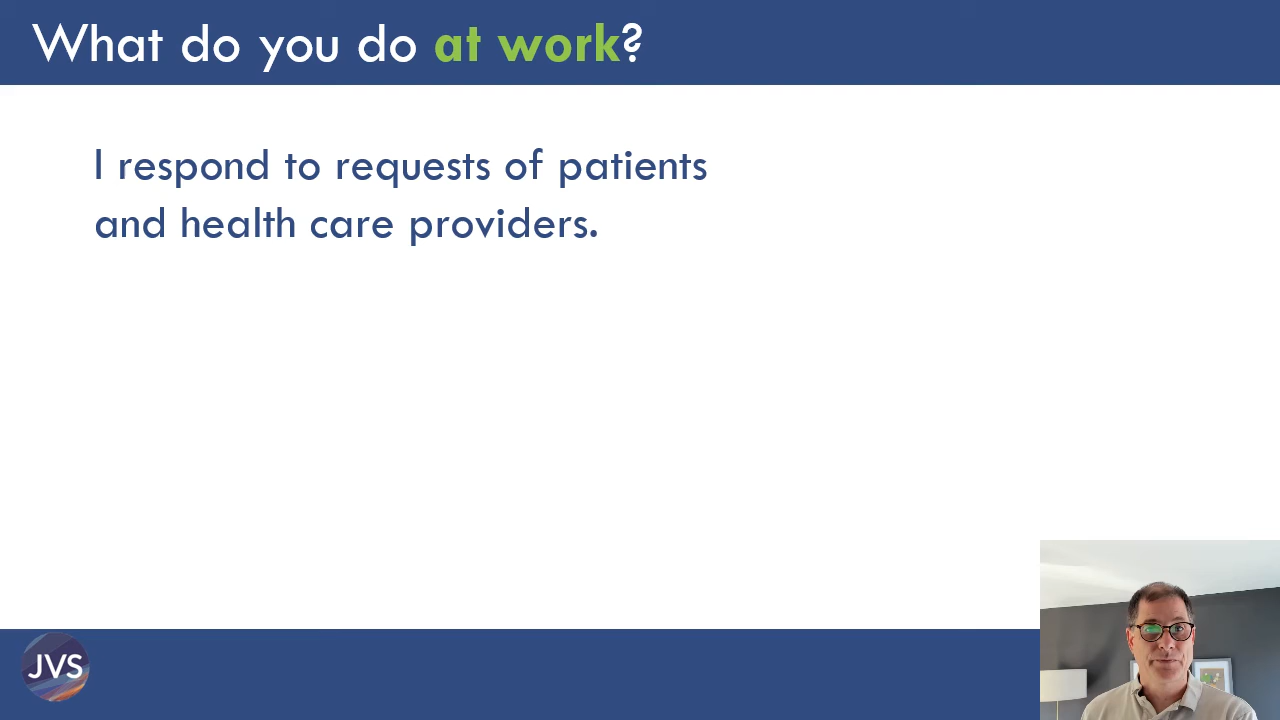 What do you do at work?
I respond to requests of patients
and health care providers.
JVS